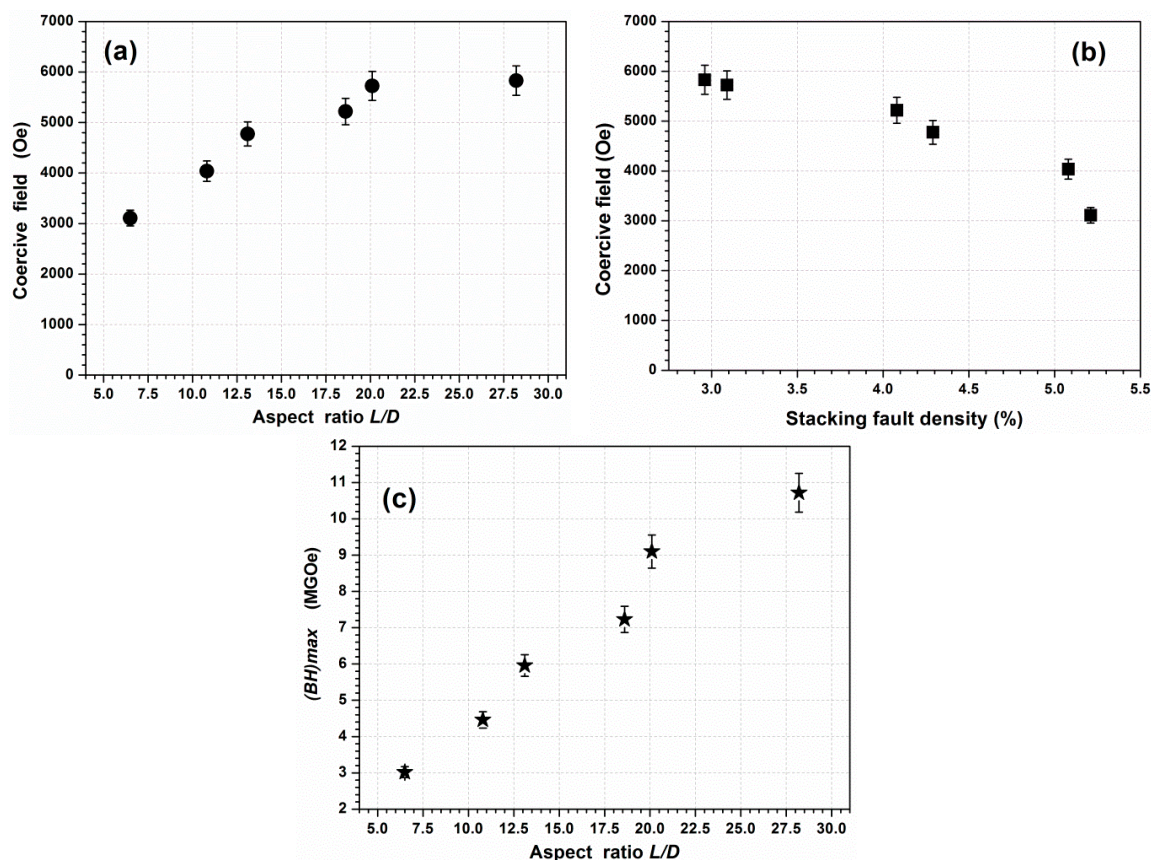 (a)
Coercive field (Oe)
7000
6000
5000
4000
3000
2000
1000
0
5.0 7.5 10.0 12.5 15.0 17.5 20.0 22.5 25.0 27.5 30.0
Aspect ratio L/D
(b)
Coercive field (Oe)
7000
6000
5000
4000
3000
2000
1000
0
3.0 3.5 4.0 4.5 5.0 5.5
Stacking fault density (%)
(c)
(BH)max (MGOe)
12
11
10
9
8
7
6
5
4
3
2
5.0 7.5 10.0 12.5 15.0 17.5 20.0 22.5 25.0 27.5 30.0
Aspect ratio L/D